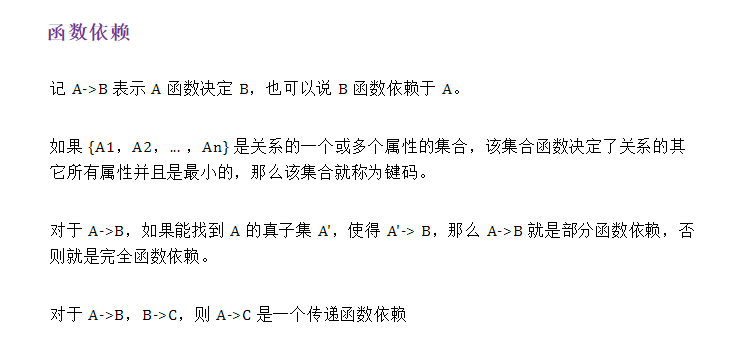 函数依赖
记 A->B 表示 A 函数决定 B，也可以说 B 函数依赖于 A。
如果 {A1，A2，... ，An} 是关系的一个或多个属性的集合，该集合函数决定了关系的其
它所有属性并且是最小的，那么该集合就称为键码。
对于 A->B，如果能找到 A 的真子集 A'，使得 A'-> B，那么 A->B 就是部分函数依赖，否
则就是完全函数依赖。
对于 A->B，B->C，则 A->C 是一个传递函数依赖